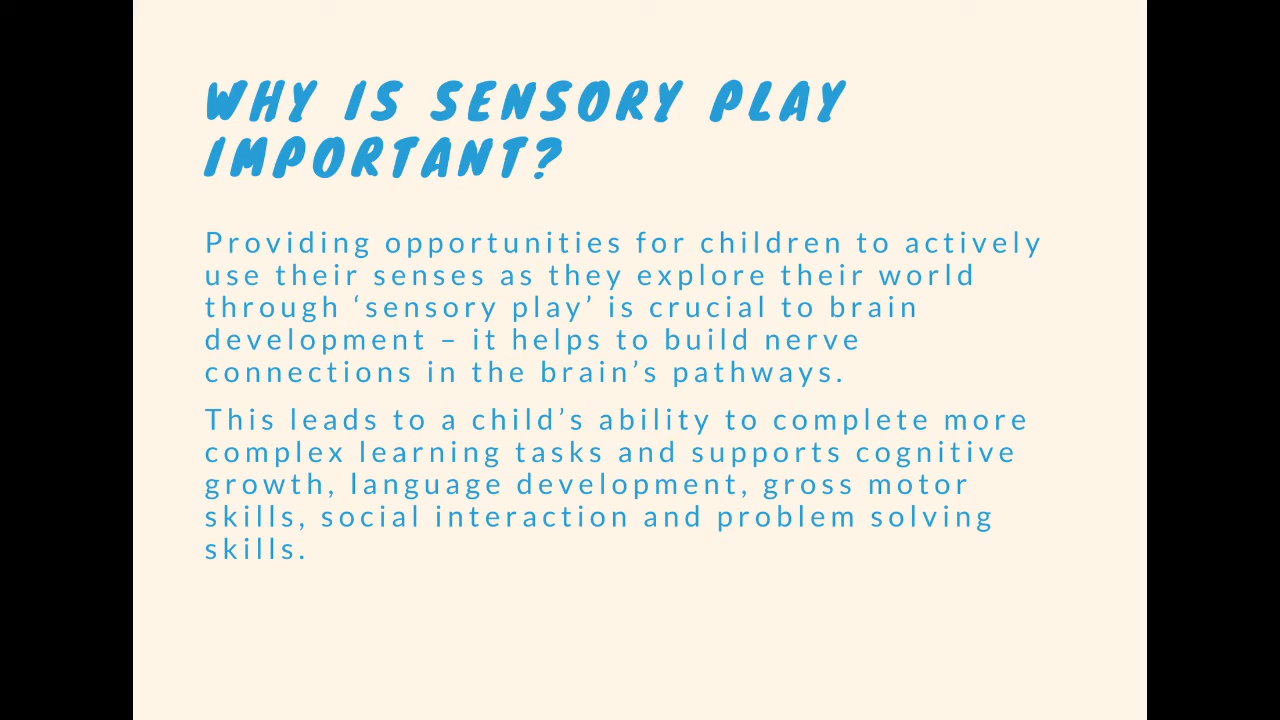 WHY IS SENSORY PLAY
IMPORTANT?
Providing opportunities for children to actively
use their senses as they explore their world
through ‘sensory play’ is crucial to brain
development – it helps to build nerve
connections in the brain’s pathways.
This leads to a child’s ability to complete more
complex learning tasks and supports cognitive
growth, language development, gross motor
skills, social interaction and problem solving
skills.